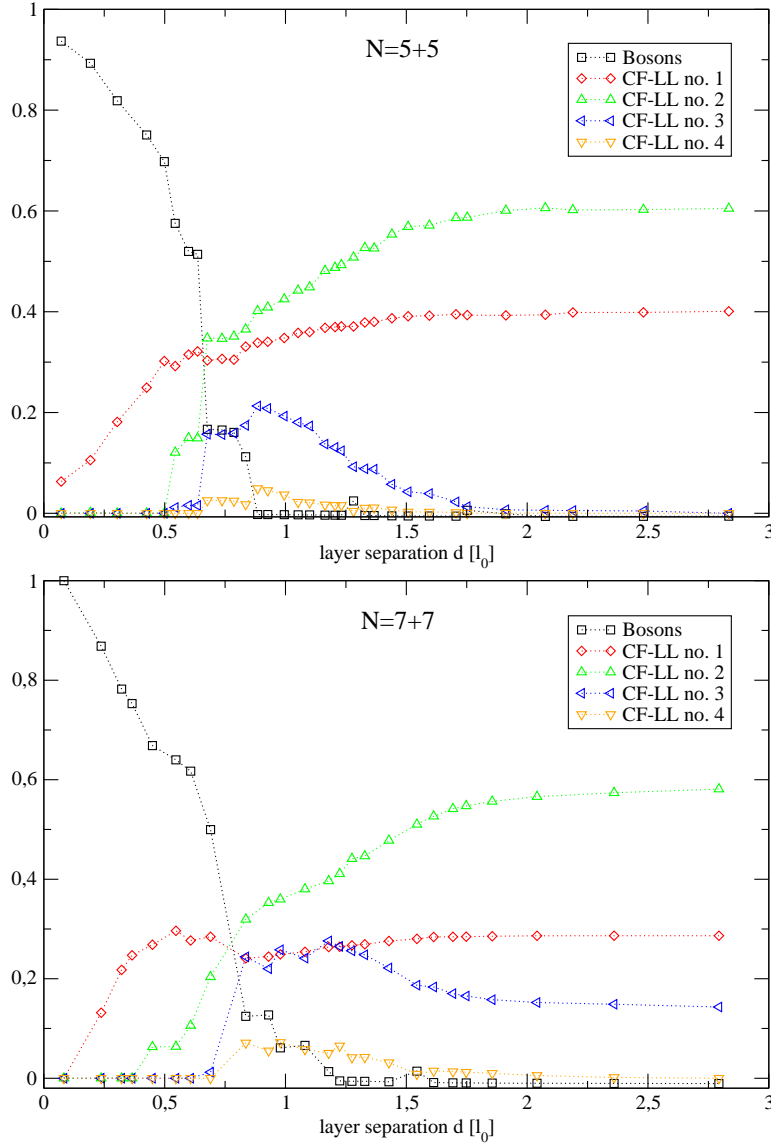 N=5+5
Bosons
CF-LL no. 1
CF-LL no. 2
CF-LL no. 3
CF-LL no. 4
1
0.8
0.6
0.4
0.2
0
0
0.5
1
1.5
2
2.5
3
layer separation d [l0]
N=7+7
Bosons
CF-LL no. 1
CF-LL no. 2
CF-LL no. 3
CF-LL no. 4
1
0,8
0,6
0,4
0,2
0
0
0,5
1
1,5
2
2,5
3
layer separation d [l0]